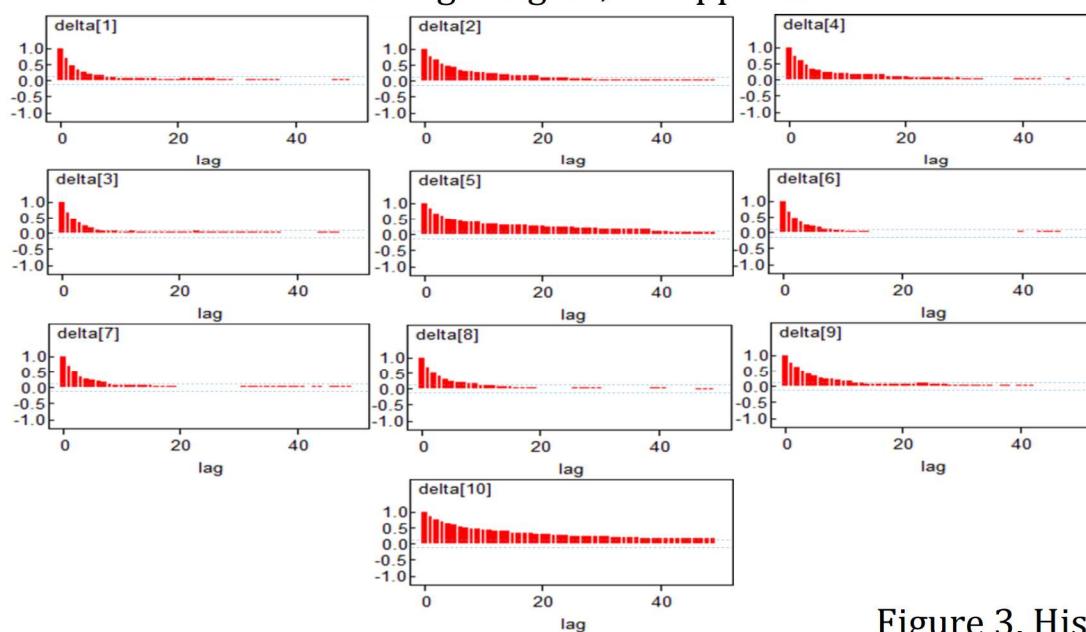 delta[1]
1.0
0.5
0.0
-0.5
-1.0
0 20 40
lag
delta[2]
1.0
0.5
0.0
-0.5
-1.0
0 20 40
lag
delta[4]
1.0
0.5
0.0
-0.5
-1.0
0 20 40
lag
delta[3]
1.0
0.5
0.0
-0.5
-1.0
0 20 40
lag
delta[5]
1.0
0.5
0.0
-0.5
-1.0
0 20 40
lag
delta[6]
1.0
0.5
0.0
-0.5
-1.0
0 20 40
lag
delta[7]
1.0
0.5
0.0
-0.5
-1.0
0 20 40
lag
delta[8]
1.0
0.5
0.0
-0.5
-1.0
0 20 40
lag
delta[9]
1.0
0.5
0.0
-0.5
-1.0
0 20 40
lag
delta[10]
1.0
0.5
0.0
-0.5
-1.0
0 20 40
lag
Figure 3. His